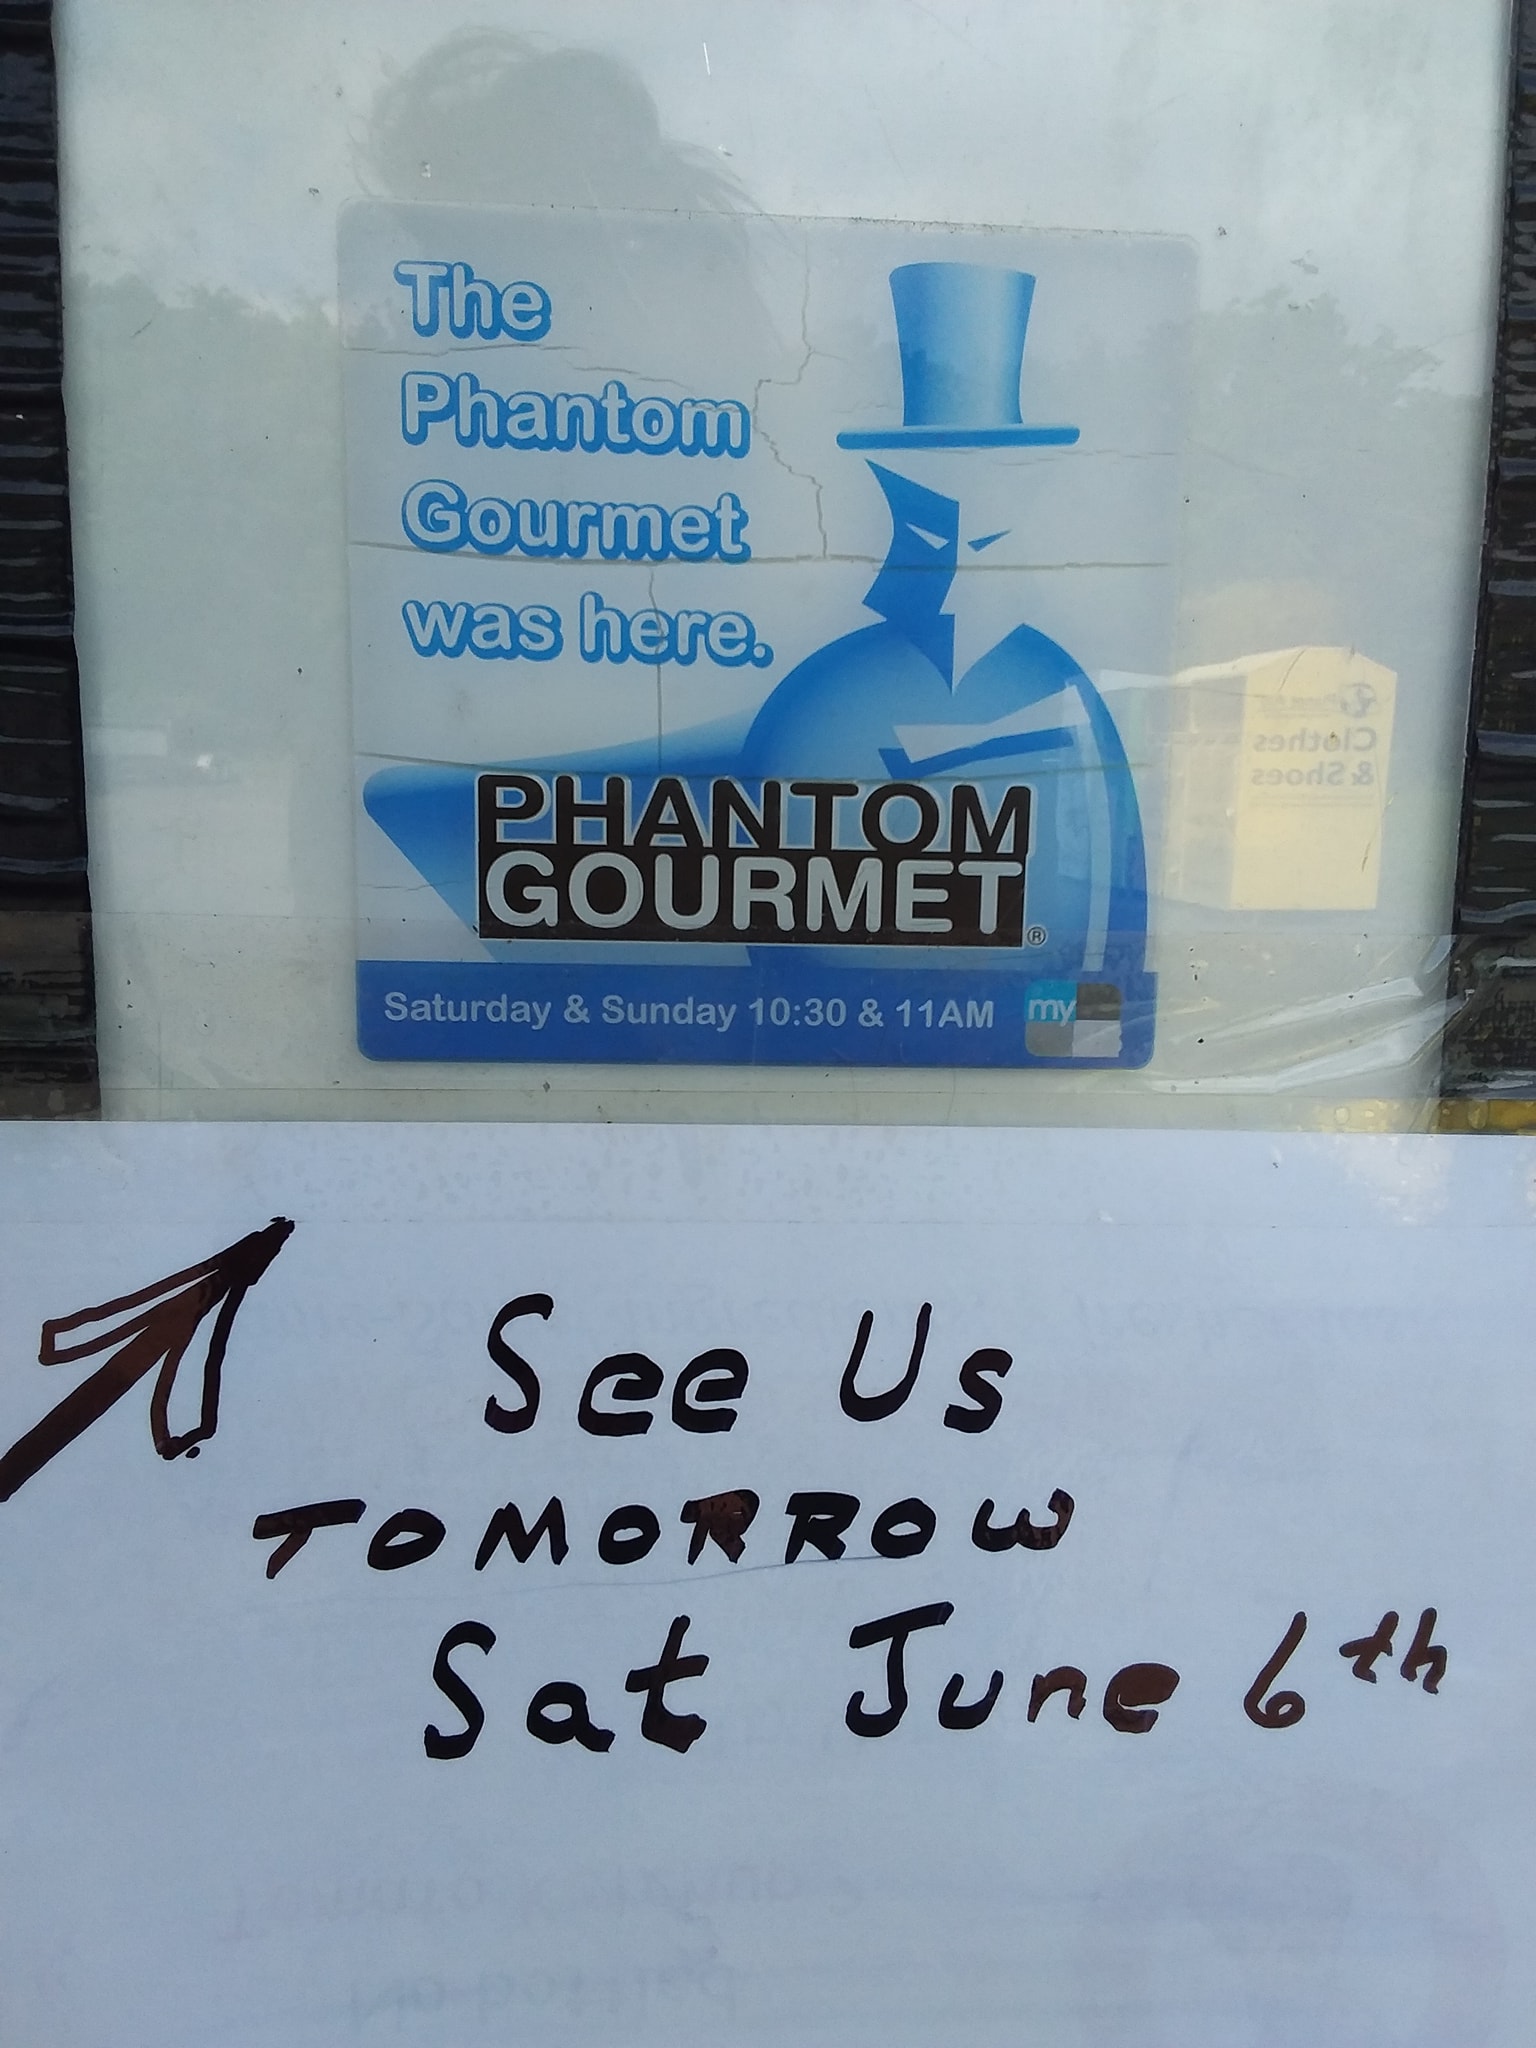 The
Phantom
Gourmet
was here.
PHANTOM
GOURMET®
Saturday & Sunday 10:30 & 11AM
my
Clothes
& Shoes
See Us
TOMORROW
Sat June 6th